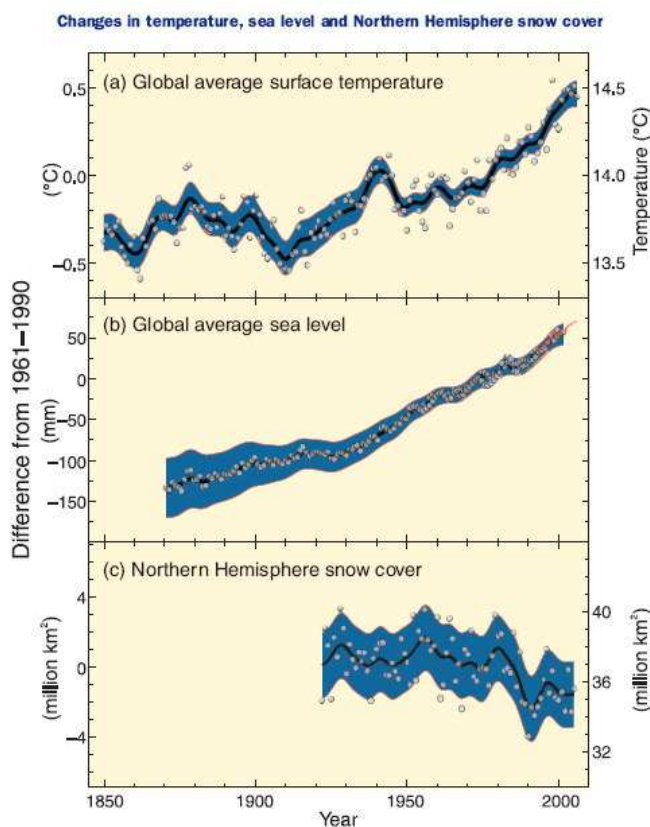 Changes in temperature, sea level and Northern Hemisphere snow cover
(a) Global average surface temperature
0.5
0.0
−0.5
(°C)
14.5
14.0
13.5
Temperature (°C)
Difference from 1961–1990
(b) Global average sea level
50
0
−50
−100
−150
(mm)
(c) Northern Hemisphere snow cover
4
0
−4
(million km²)
40
36
32
(million km²)
1850 1900 1950 2000
Year